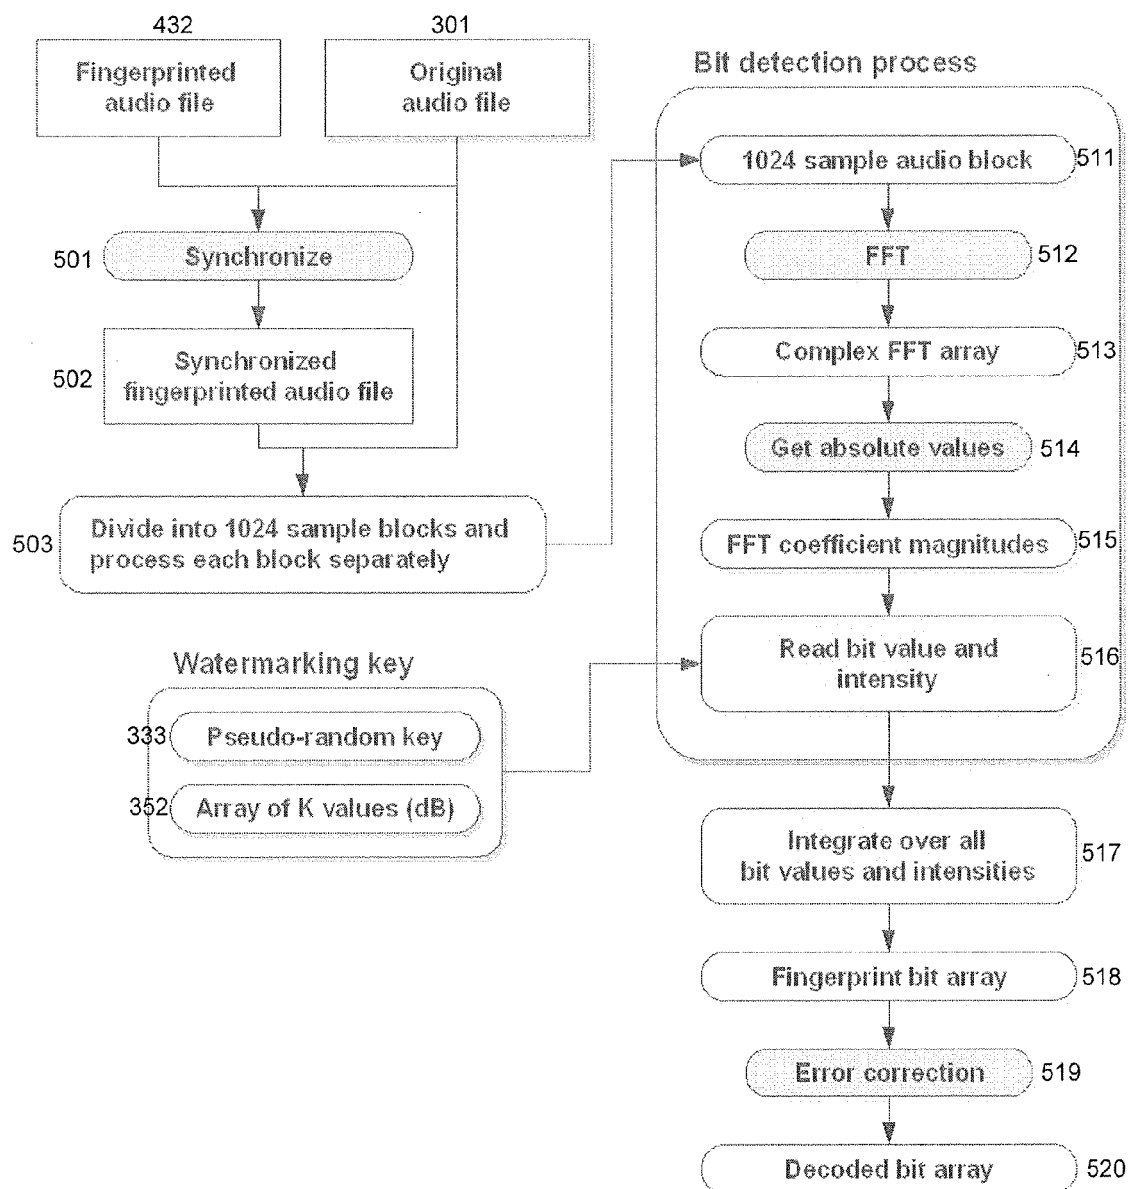 432
Fingerprinted
audio file
301
Original
audio file
501
Synchronize
502
Synchronized
fingerprinted audio file
503
Divide into 1024 sample blocks and
process each block separately
Watermarking key
333
Pseudo-random key
352
Array of K values (dB)
Bit detection process
1024 sample audio block
511
FFT
512
Complex FFT array
513
Get absolute values
514
FFT coefficient magnitudes
515
Read bit value and
intensity
516
Integrate over all
bit values and intensities
517
Fingerprint bit array
518
Error correction
519
Decoded bit array
520